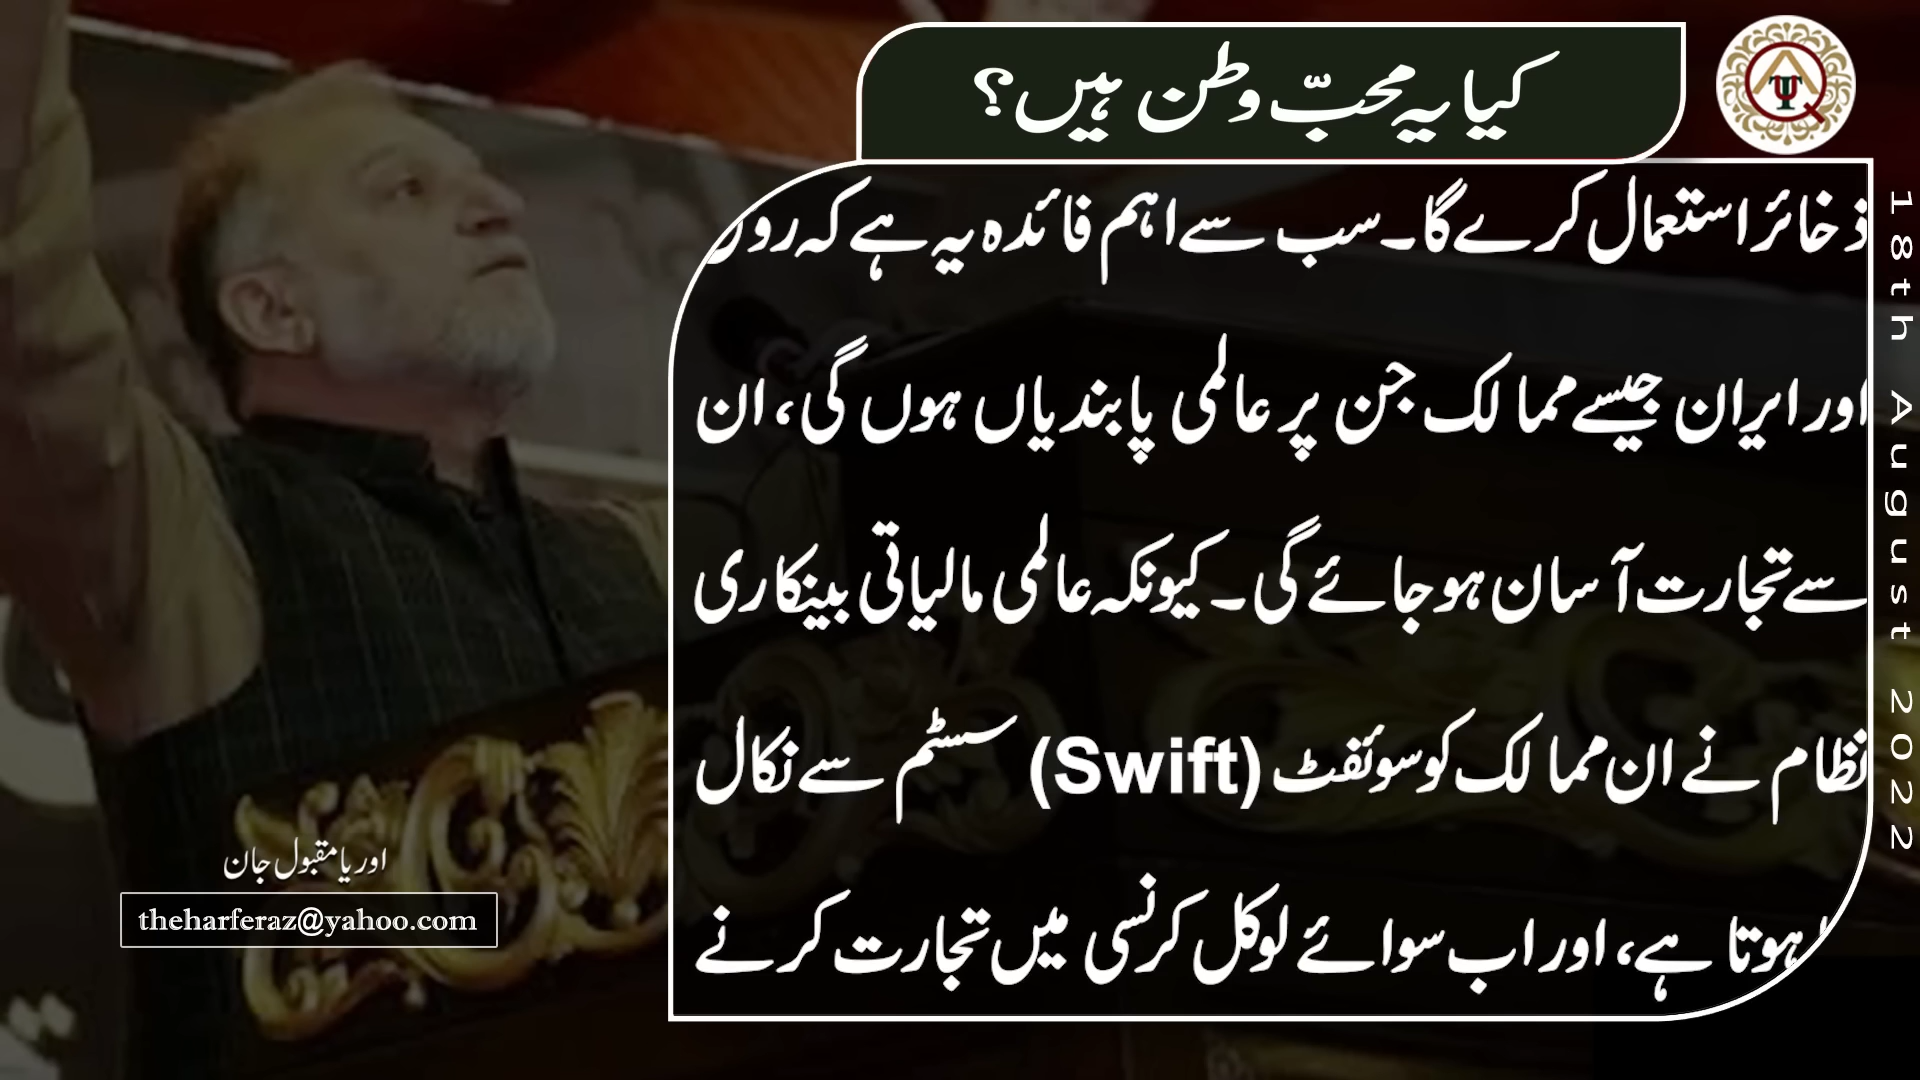 کیا یہ محبّ وطن ہیں؟
ذخائر استعمال کرے گا۔ سب سے اہم فائدہ یہ ہے کہ روس
اور ایران جیسے ممالک جن پر عالمی پابندیاں ہوں گی، ان
سے تجارت آسان ہو جائے گی۔ کیونکہ عالمی مالیاتی بینکاری
نظام نے ان ممالک کو سوئفٹ (Swift) سسٹم سے نکال
ہوتا ہے، اور اب سوائے لوکل کرنسی میں تجارت کرنے
18th August 2022
اوریا مقبول جان
theharferaz@yahoo.com